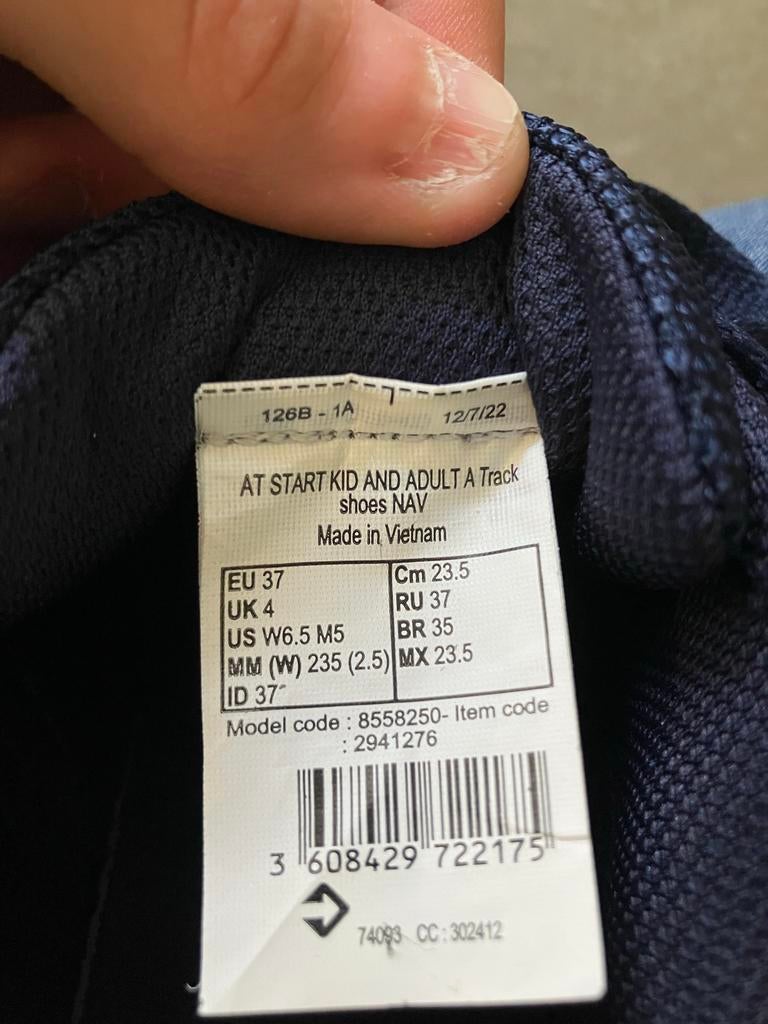 126B - 1A 12/7/22
AT START KID AND ADULT A Track
shoes NAV
Made in Vietnam
EU 37
UK 4
US W6.5 M5
MM (W) 235 (2.5)
ID 37
Cm 23.5
RU 37
BR 35
MX 23.5
Model code : 8558250- Item code
: 2941276
3 608429 722175
74093 CC : 302412